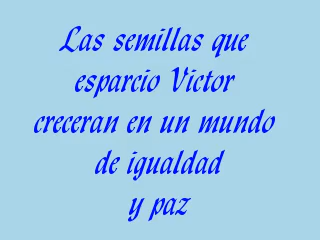 Las semillas que
esparcio Victor
creceran en un mundo
de igualdad
y paz